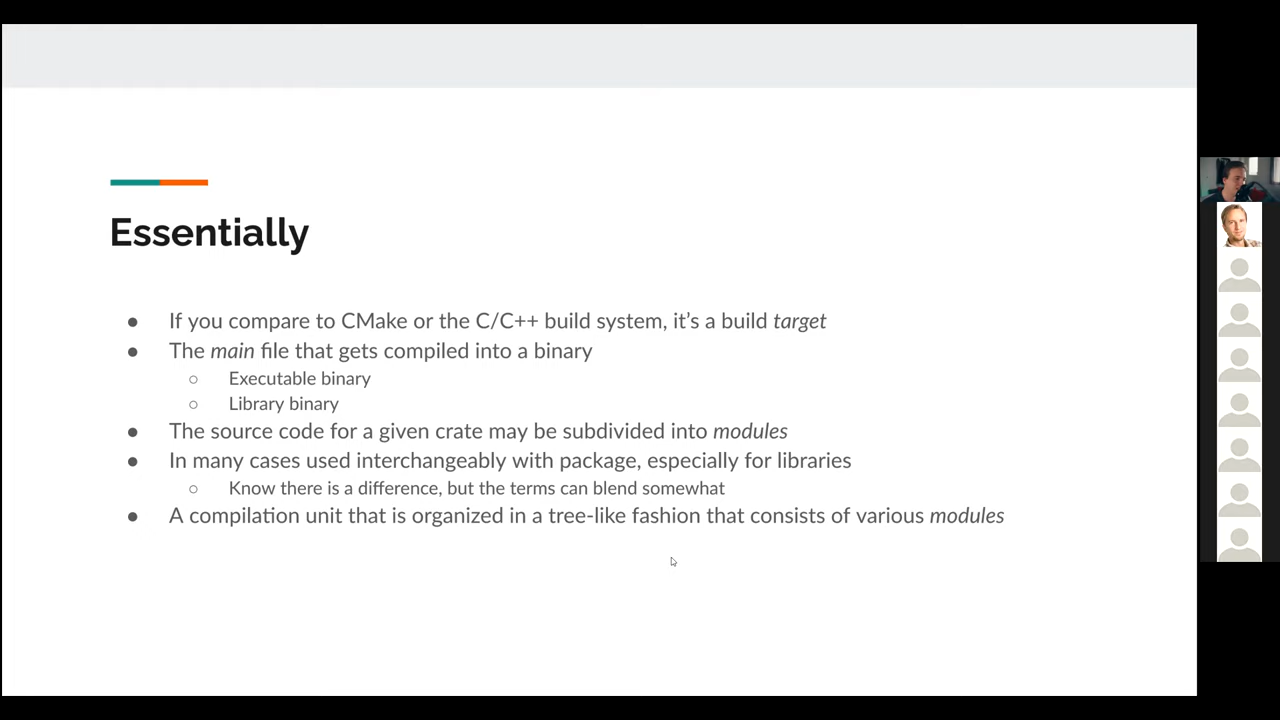 Essentially
● If you compare to CMake or the C/C++ build system, it’s a build target
● The main file that gets compiled into a binary
○ Executable binary
○ Library binary
● The source code for a given crate may be subdivided into modules
● In many cases used interchangeably with package, especially for libraries
○ Know there is a difference, but the terms can blend somewhat
● A compilation unit that is organized in a tree-like fashion that consists of various modules